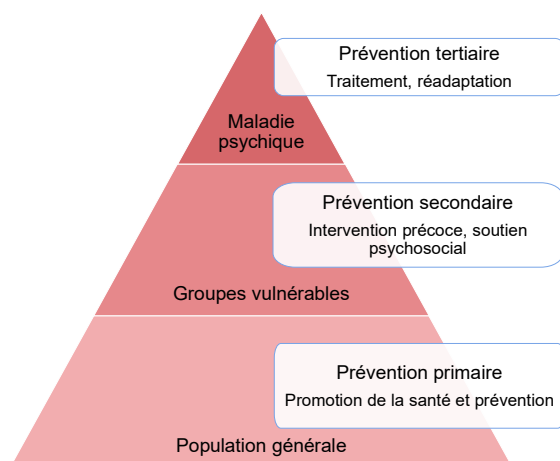 Prévention tertiaire
Traitement, réadaptation
Maladie
psychique
Prévention secondaire
Intervention précoce, soutien
psychosocial
Groupes vulnérables
Prévention primaire
Promotion de la santé et prévention
Population générale